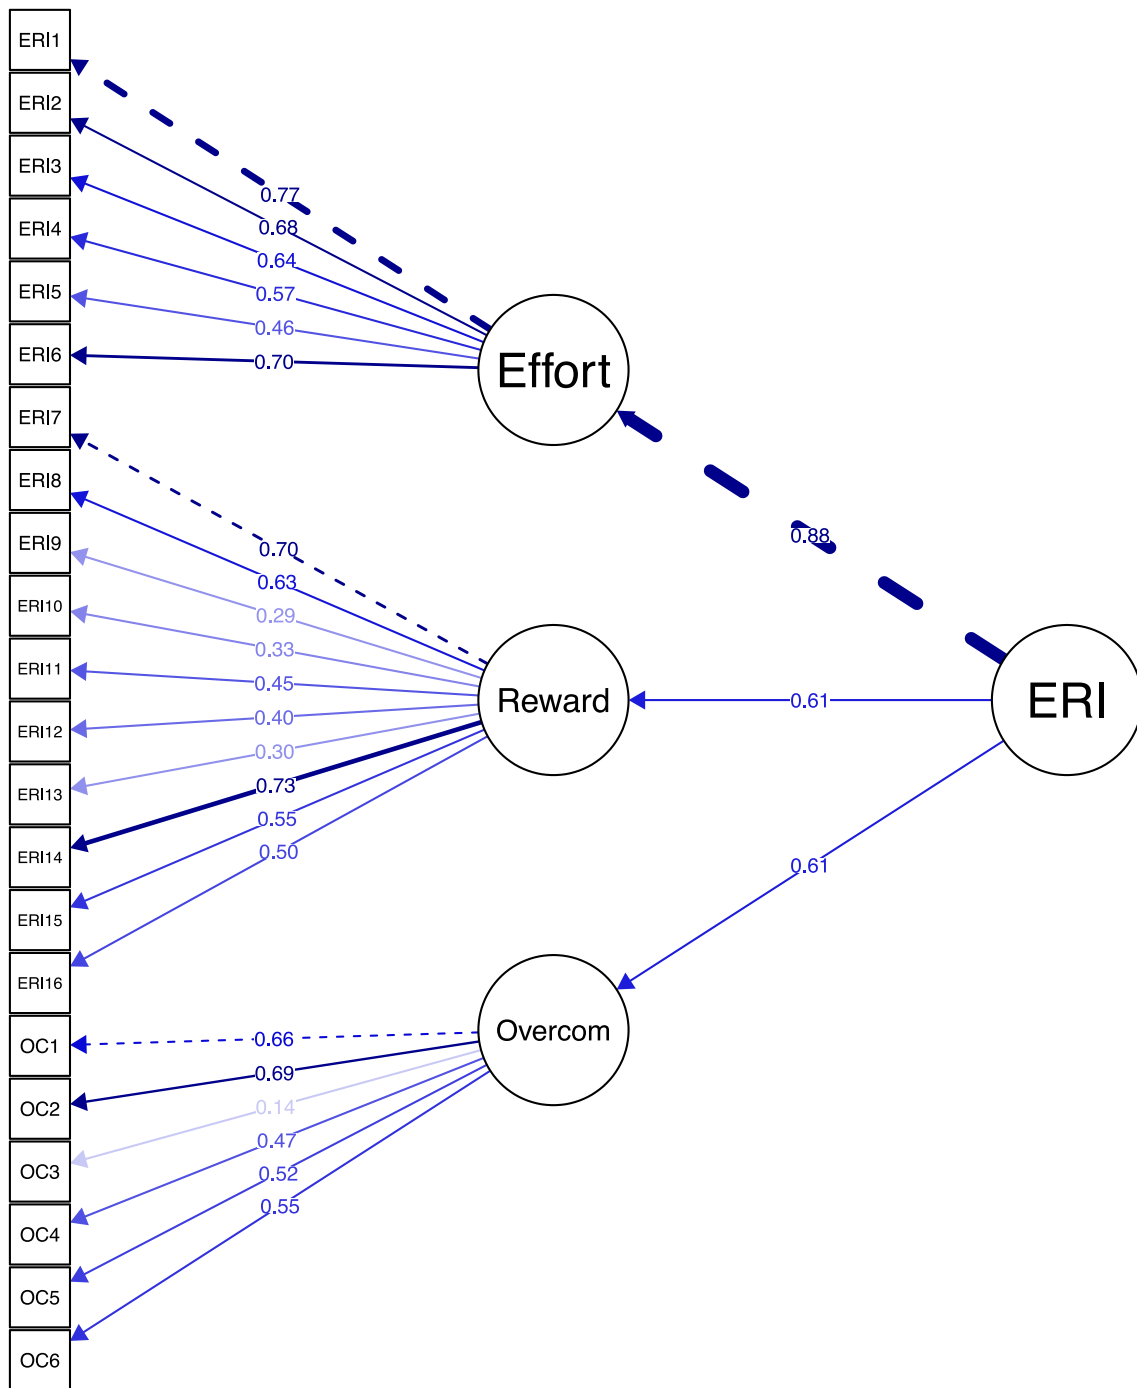 ERI1
ERI2
ERI3
ERI4
ERI5
ERI6
ERI7
ERI8
ERI9
ERI10
ERI11
ERI12
ERI13
ERI14
ERI15
ERI16
OC1
OC2
OC3
OC4
OC5
OC6
0.77
0.68
0.64
0.57
0.46
0.70
0.70
0.63
0.29
0.33
0.45
0.40
0.30
0.73
0.55
0.50
0.66
0.69
0.14
0.47
0.52
0.55
Effort
Reward
Overcom
0.88
0.61
0.61
ERI